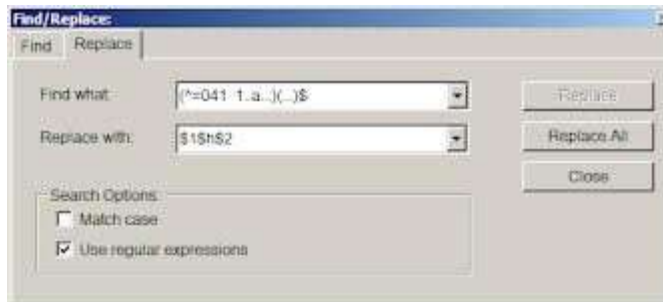 Find/Replace:
Find Replace
Find what: (^=041 1..a...)(...)$ Replace
Replace with: $1$h$2 Replace All
Close
Search Options
Match case
Use regular expressions